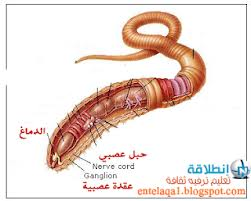 الدماغ
حبل عصبي
Nerve cord
Ganglion
عقدة عصبية
انطلاقة
تعليم ترفيه ثقافة
entelaqa1.blogspot.com